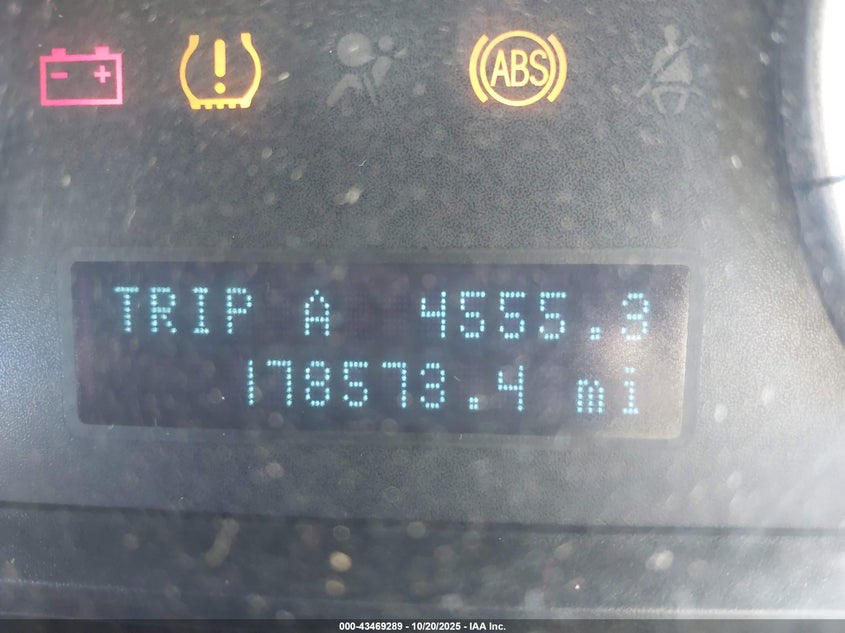 ABS
TRIP A 4555.3
178573.4 mi
000-43469289 - 10/20/2025 - IAA Inc.